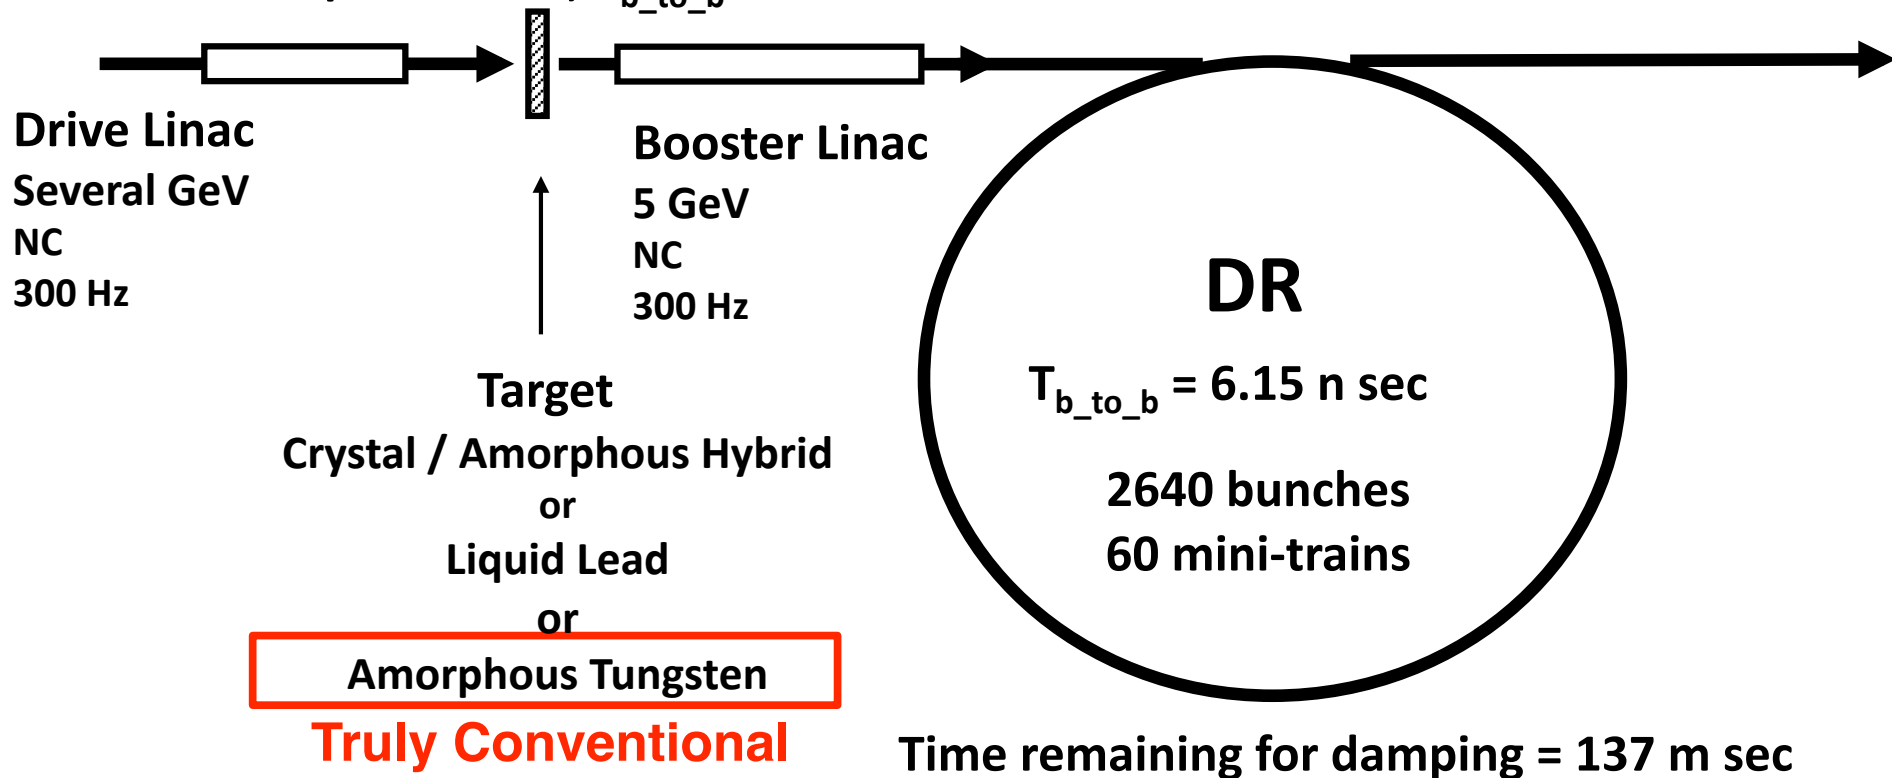 b_to_b
Drive Linac
Several GeV
NC
300 Hz
Booster Linac
5 GeV
NC
300 Hz
Target
Crystal / Amorphous Hybrid
or
Liquid Lead
or
Amorphous Tungsten
Truly Conventional
DR
T_b_to_b = 6.15 n sec
2640 bunches
60 mini-trains
Time remaining for damping = 137 m sec